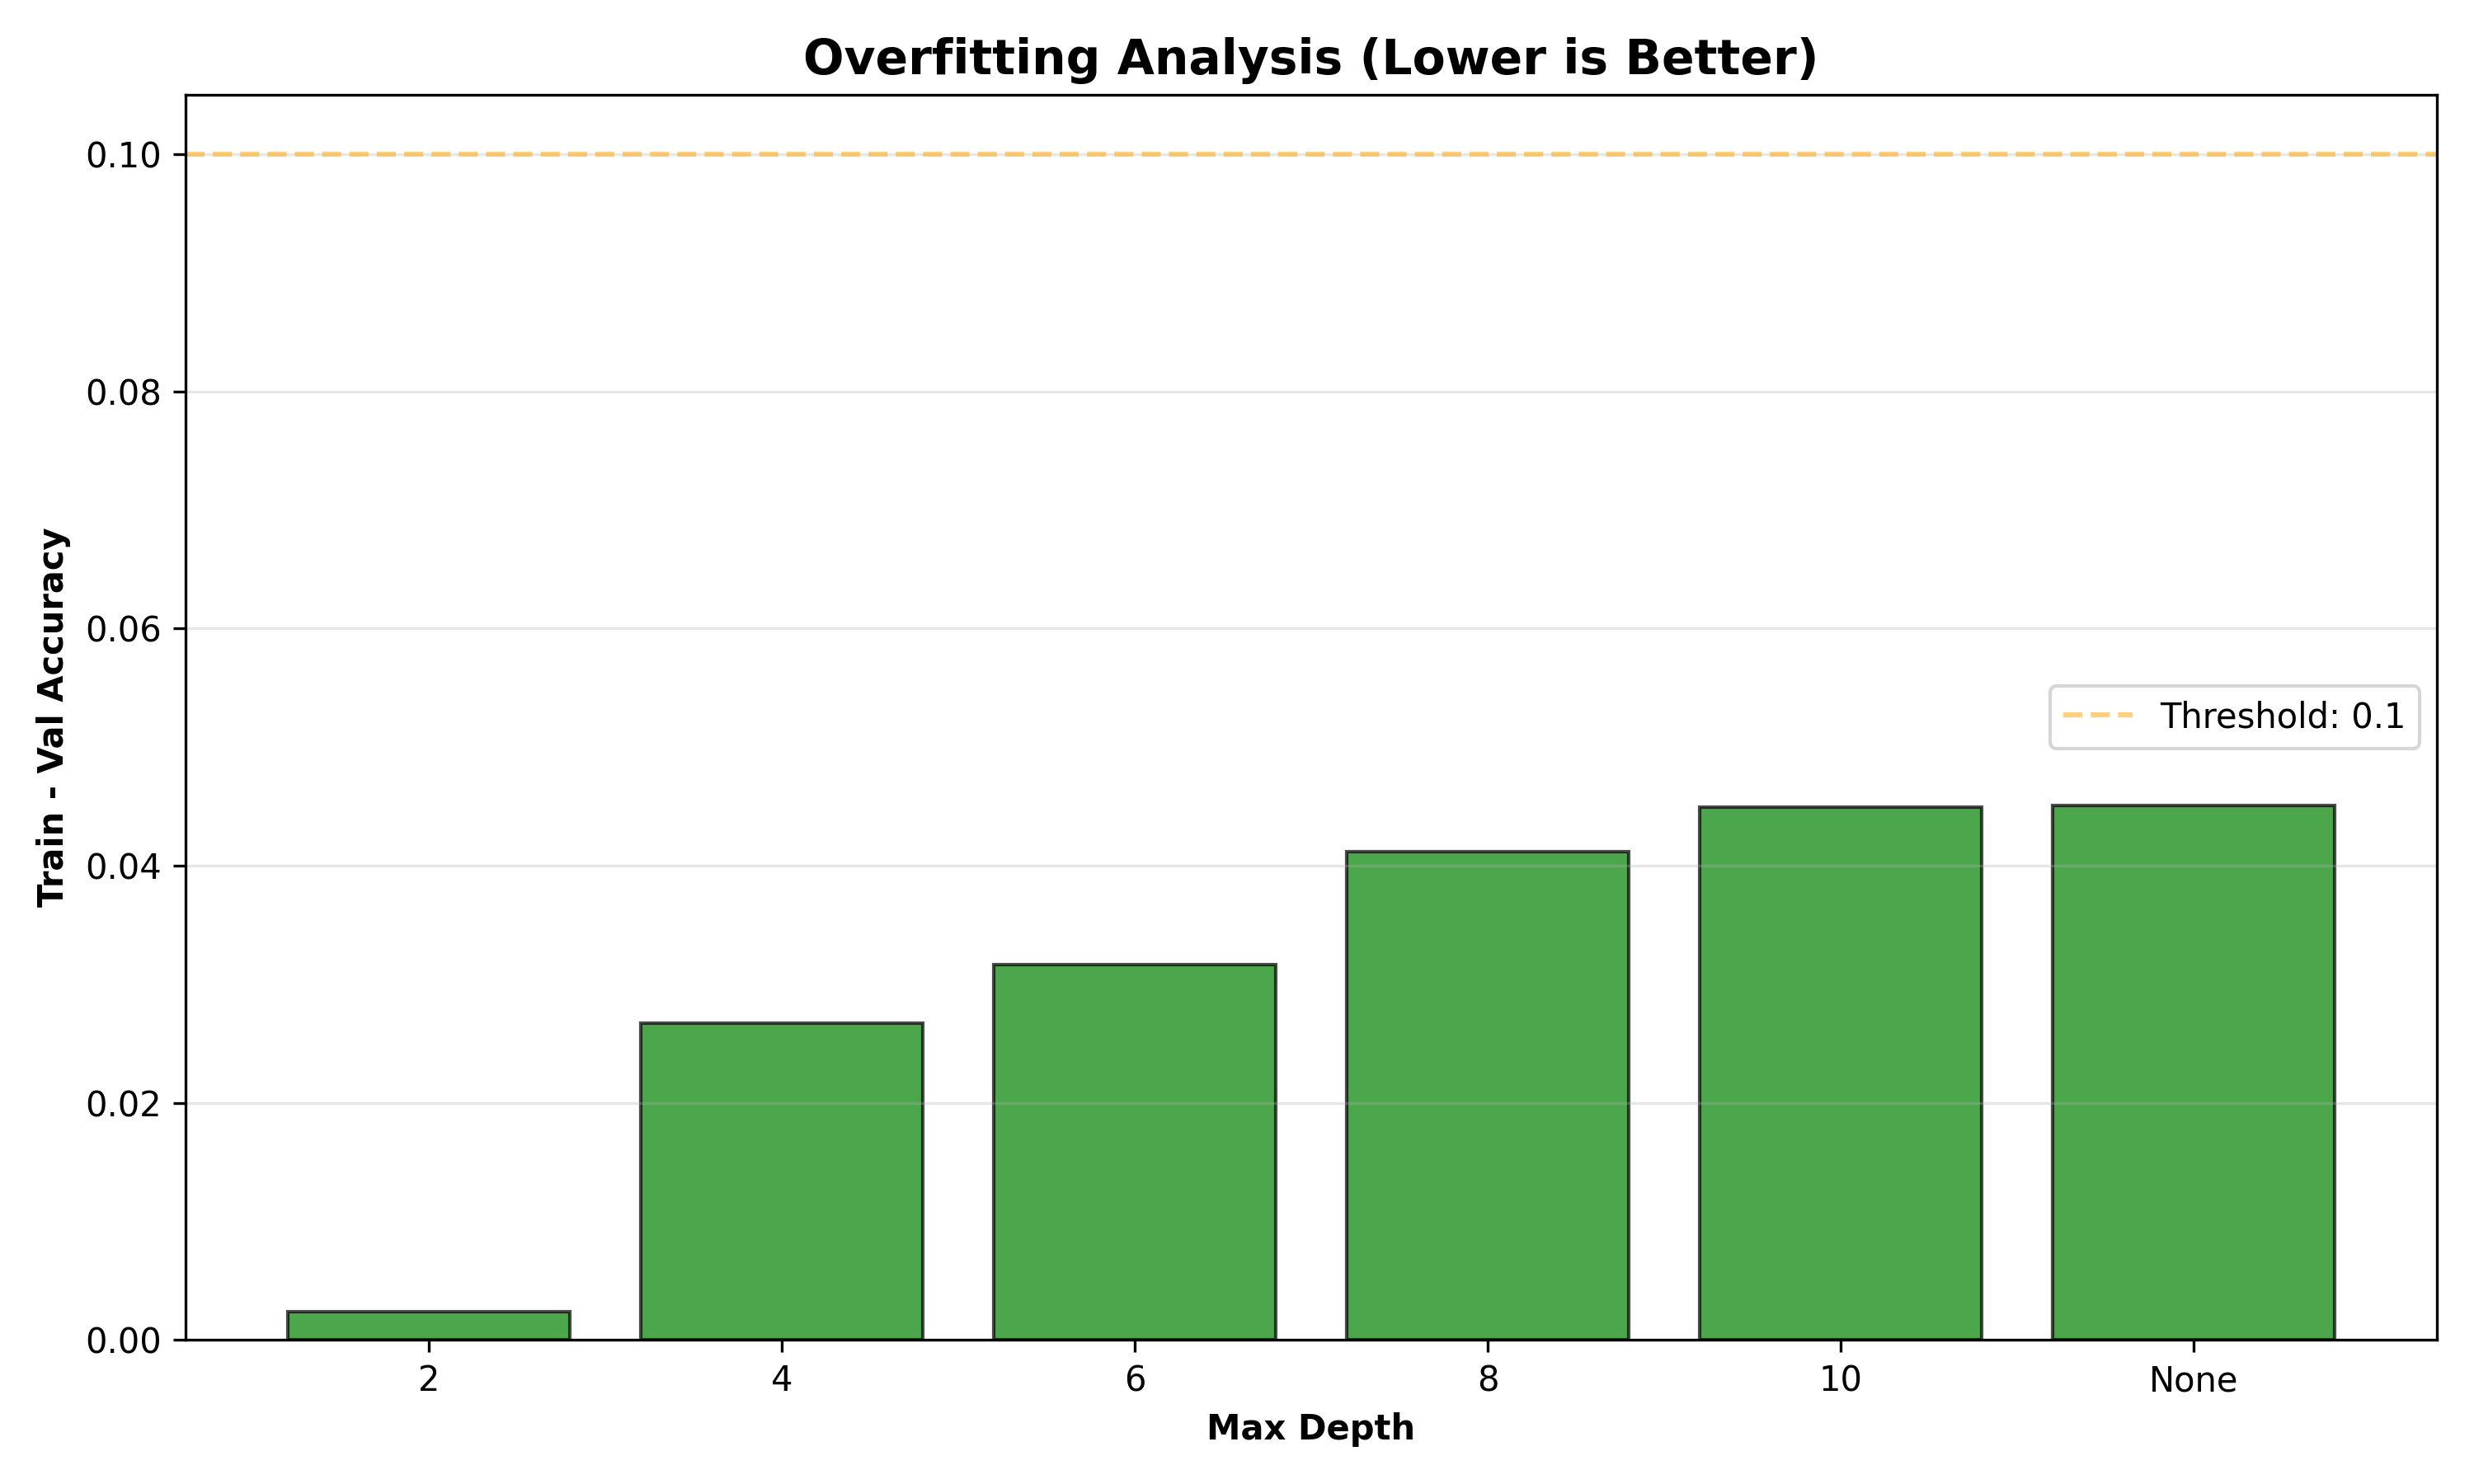 Overfitting Analysis (Lower is Better)
Train - Val Accuracy
0.10
0.08
0.06
0.04
0.02
0.00
Threshold: 0.1
2 4 6 8 10 None
Max Depth